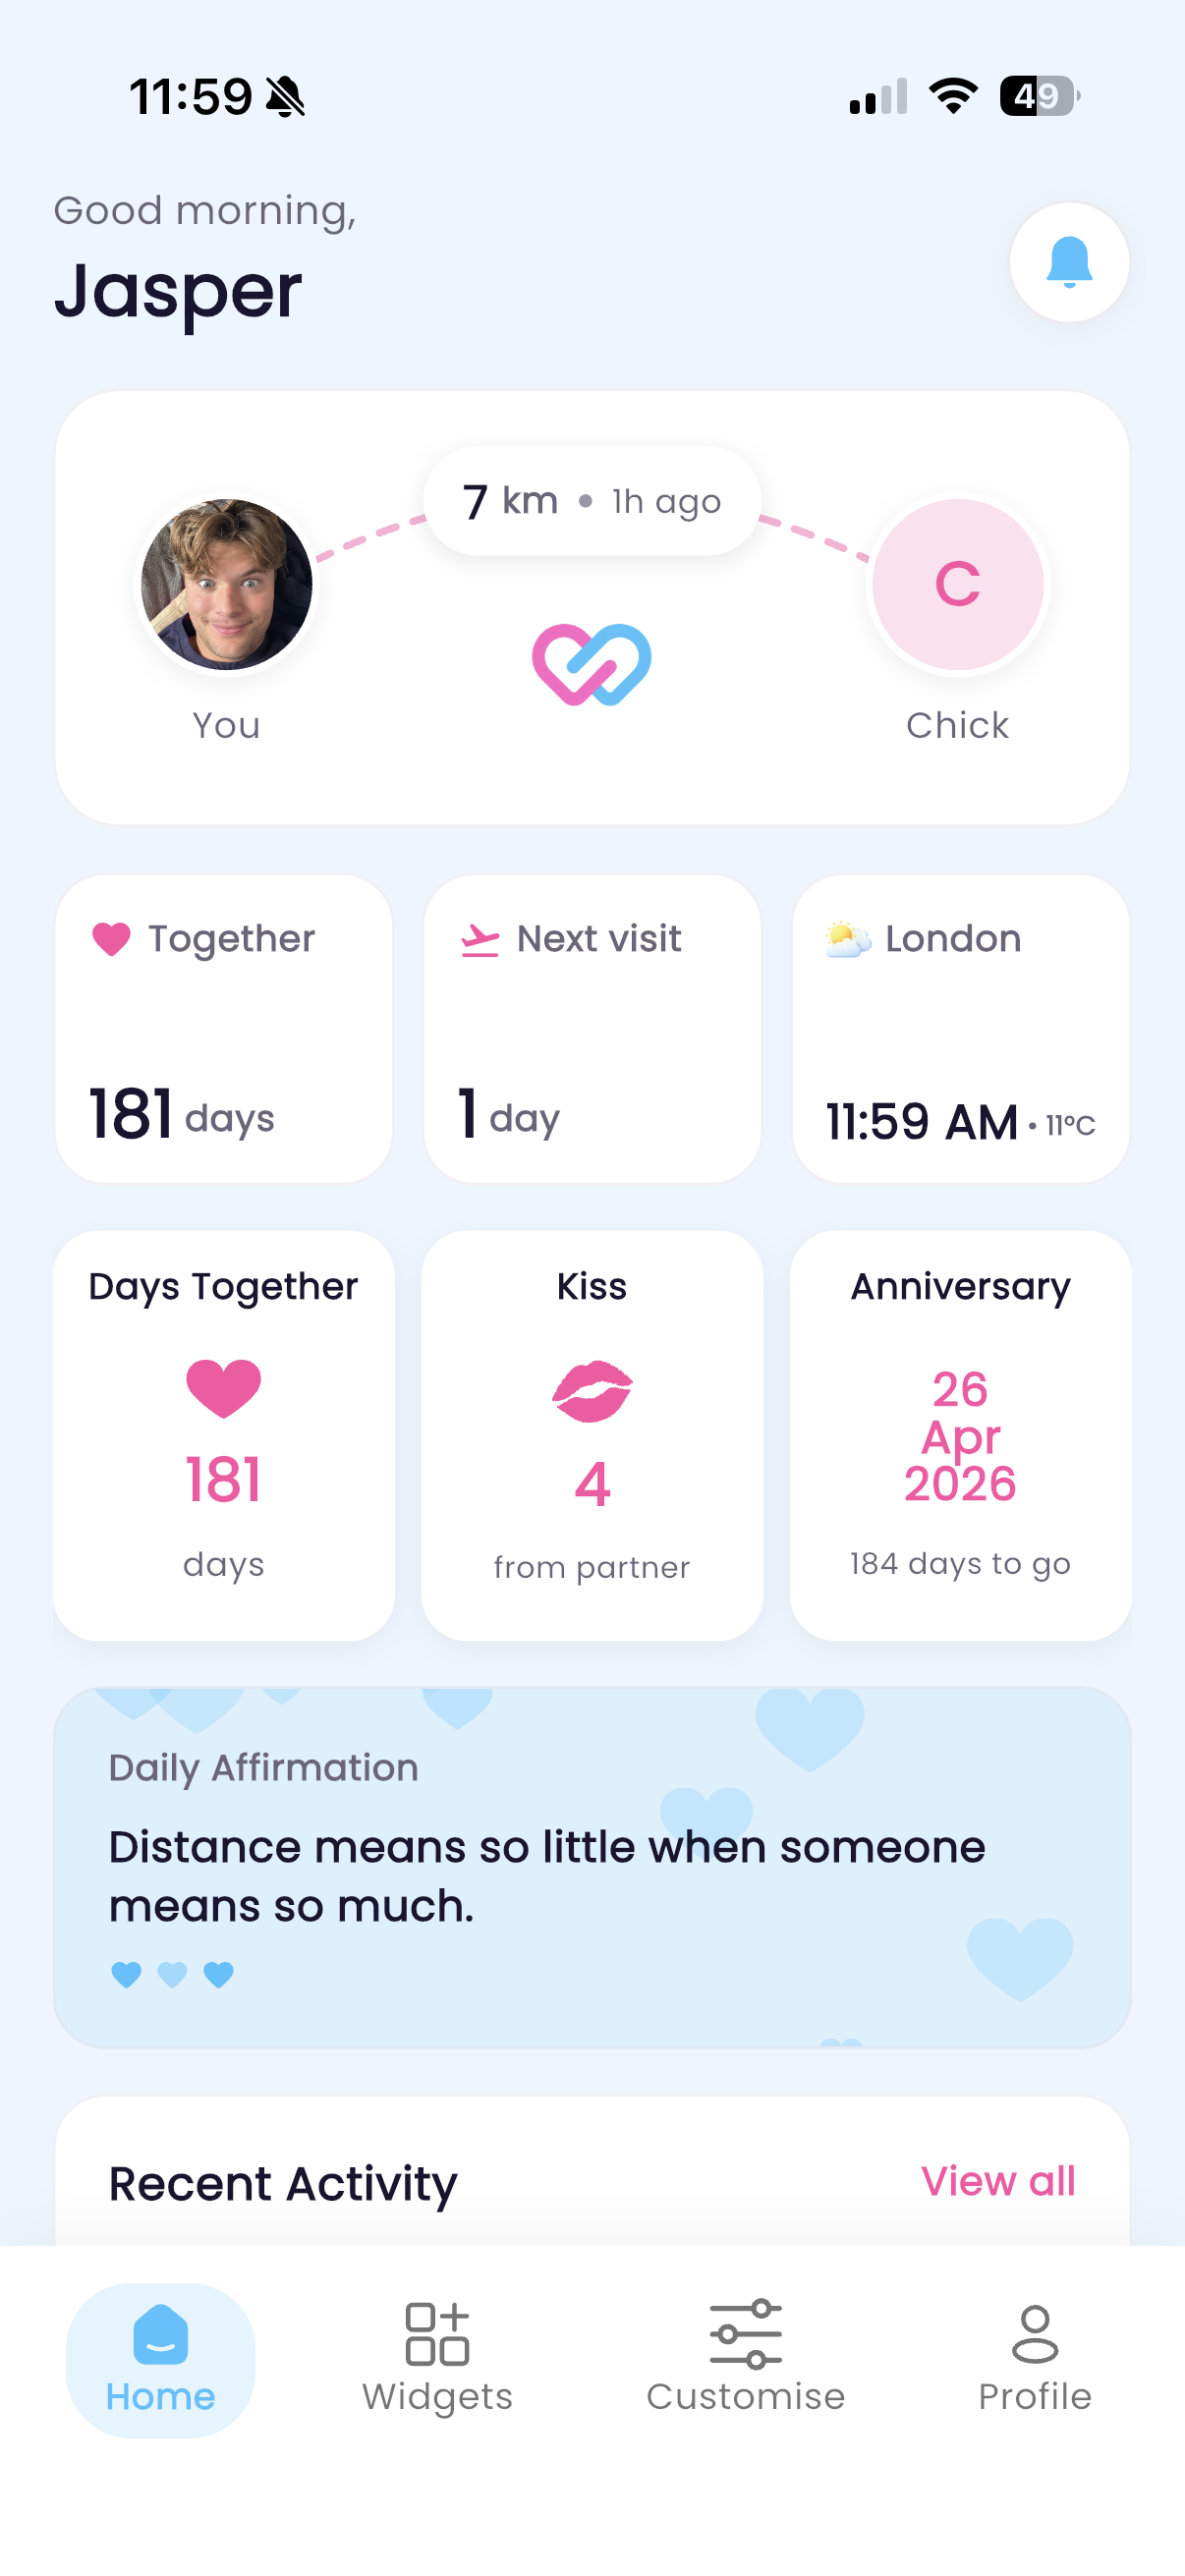 11:59
49
Good morning,
Jasper
7 km • 1h ago
C
You
Chick
Together
Next visit
London
181 days
1 day
11:59 AM • 11°C
Days Together
Kiss
Anniversary
181
days
4
from partner
26
Apr
2026
184 days to go
Daily Affirmation
Distance means so little when someone
means so much.
Recent Activity
View all
Home
Widgets
Customise
Profile